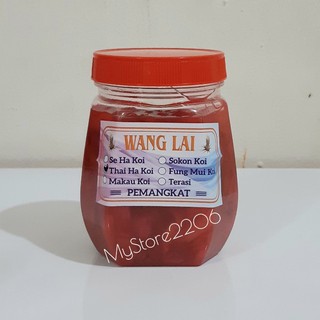 WANG LAI
Se Ha Koi Sokon Koi
Thai Ha Koi Fung Mui Ko
Makau Koi Terasi
PEMANGKAT
MyStore2206